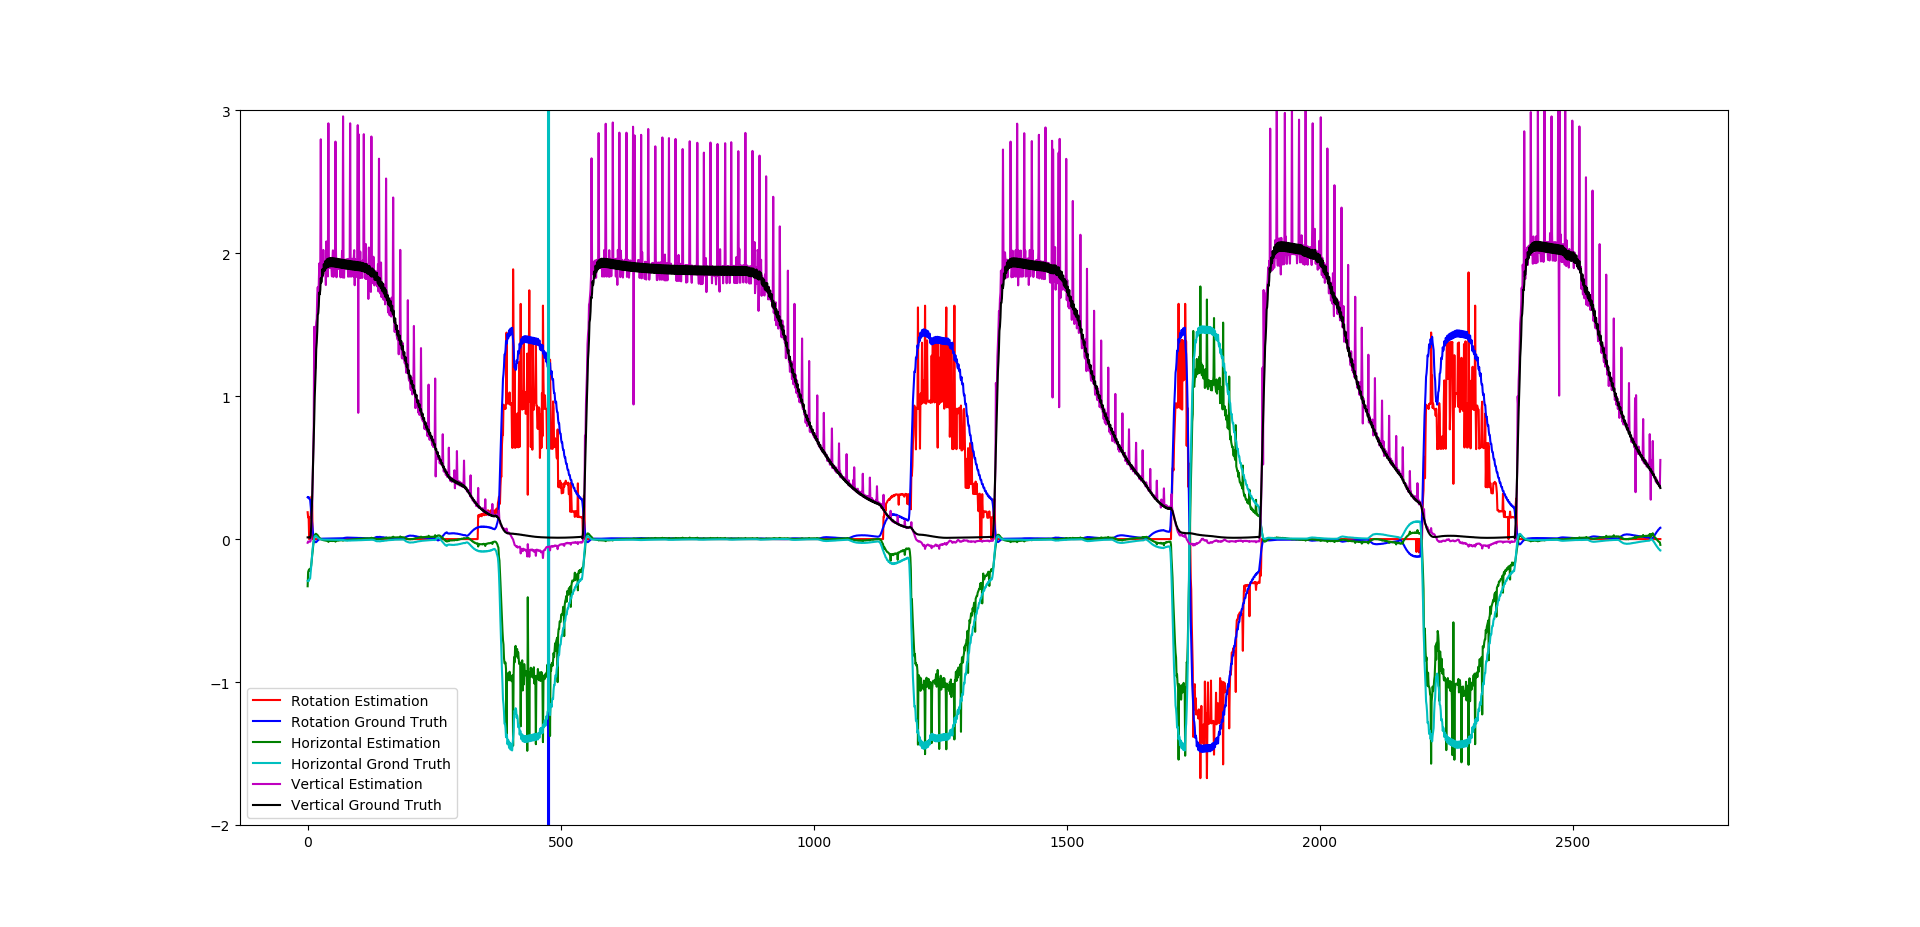 3
2
1
0
−1
−2
0
500
1000
1500
2000
2500
Rotation Estimation
Rotation Ground Truth
Horizontal Estimation
Horizontal Grond Truth
Vertical Estimation
Vertical Ground Truth